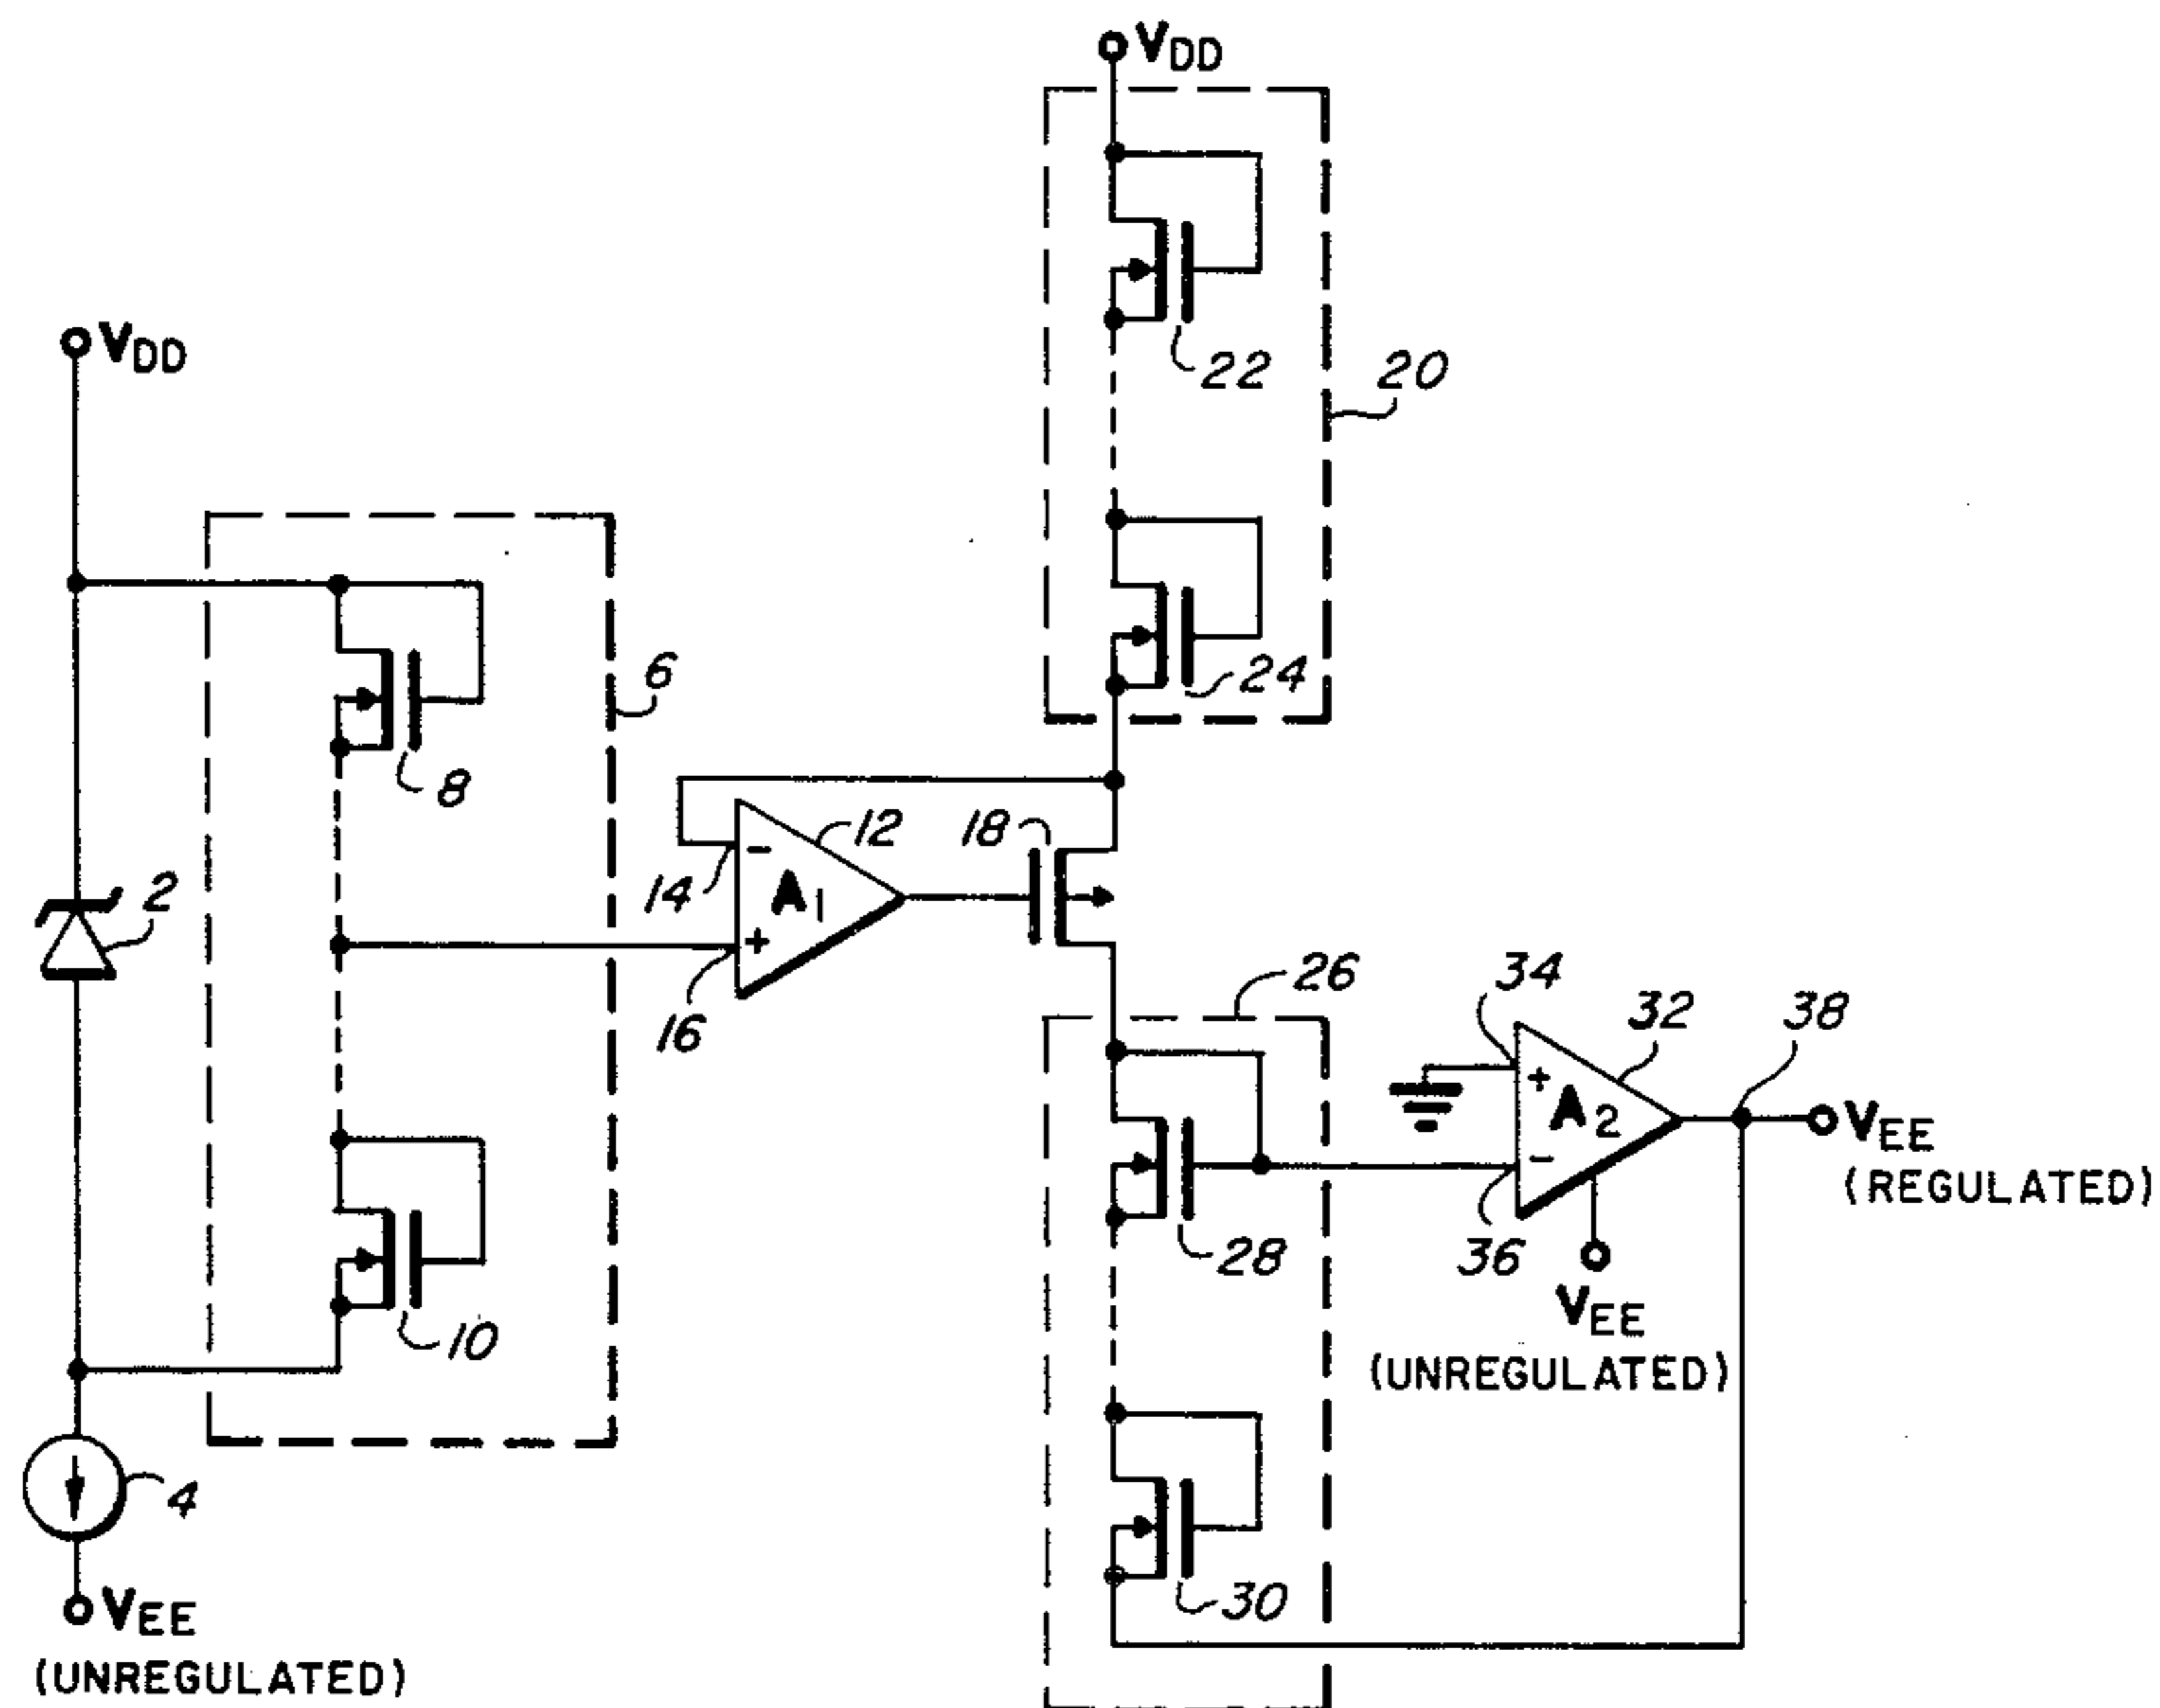 VDD
VDD
22
20
6
24
8
12
18
2
14
-
A1
+
16
26
34
32
38
+
A2
-
VEE
(REGULATED)
28
36
VEE
(UNREGULATED)
10
4
30
VEE
(UNREGULATED)